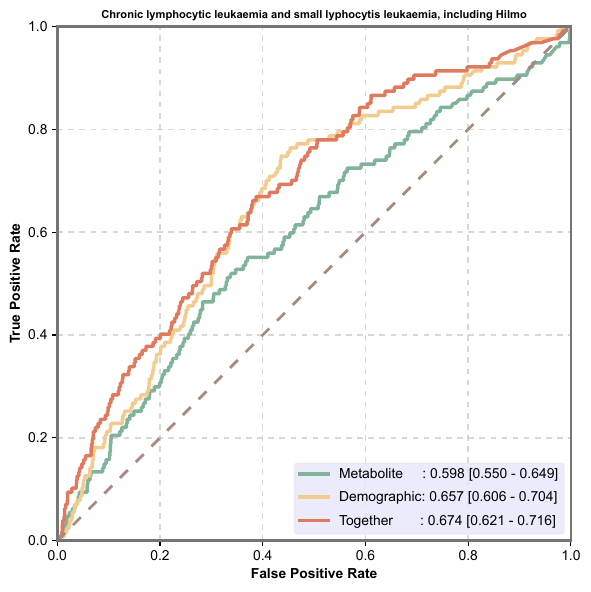 Chronic lymphocytic leukaemia and small lyphocytis leukaemia, including Hilmo
1.0
0.8
0.6
0.4
0.2
0.0
True Positive Rate
Metabolite : 0.598 [0.550 - 0.649]
Demographic: 0.657 [0.606 - 0.704]
Together : 0.674 [0.621 - 0.716]
0.0 0.2 0.4 0.6 0.8 1.0
False Positive Rate